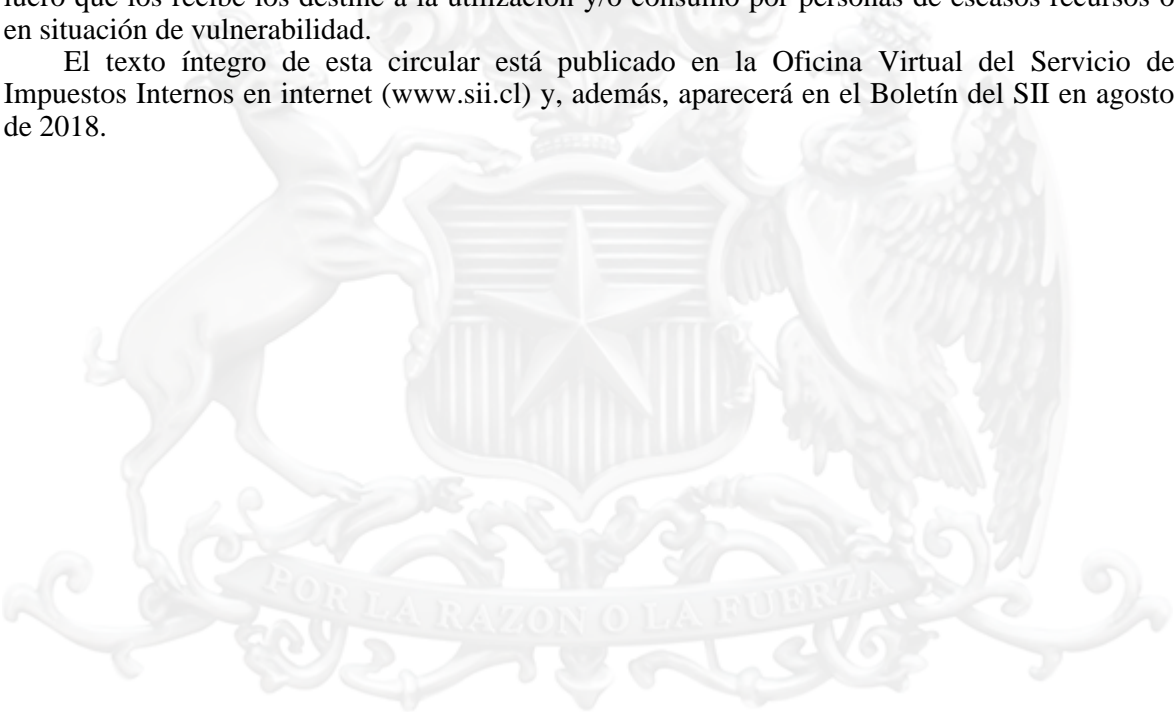 lucro que los recibe los destine a la utilización y/o consumo por personas de escasos recursos o
en situación de vulnerabilidad.
El texto íntegro de esta circular está publicado en la Oficina Virtual del Servicio de
Impuestos Internos en internet (www.sii.cl) y, además, aparecerá en el Boletín del SII en agosto
de 2018.
POR LA RAZON O LA FUERZA